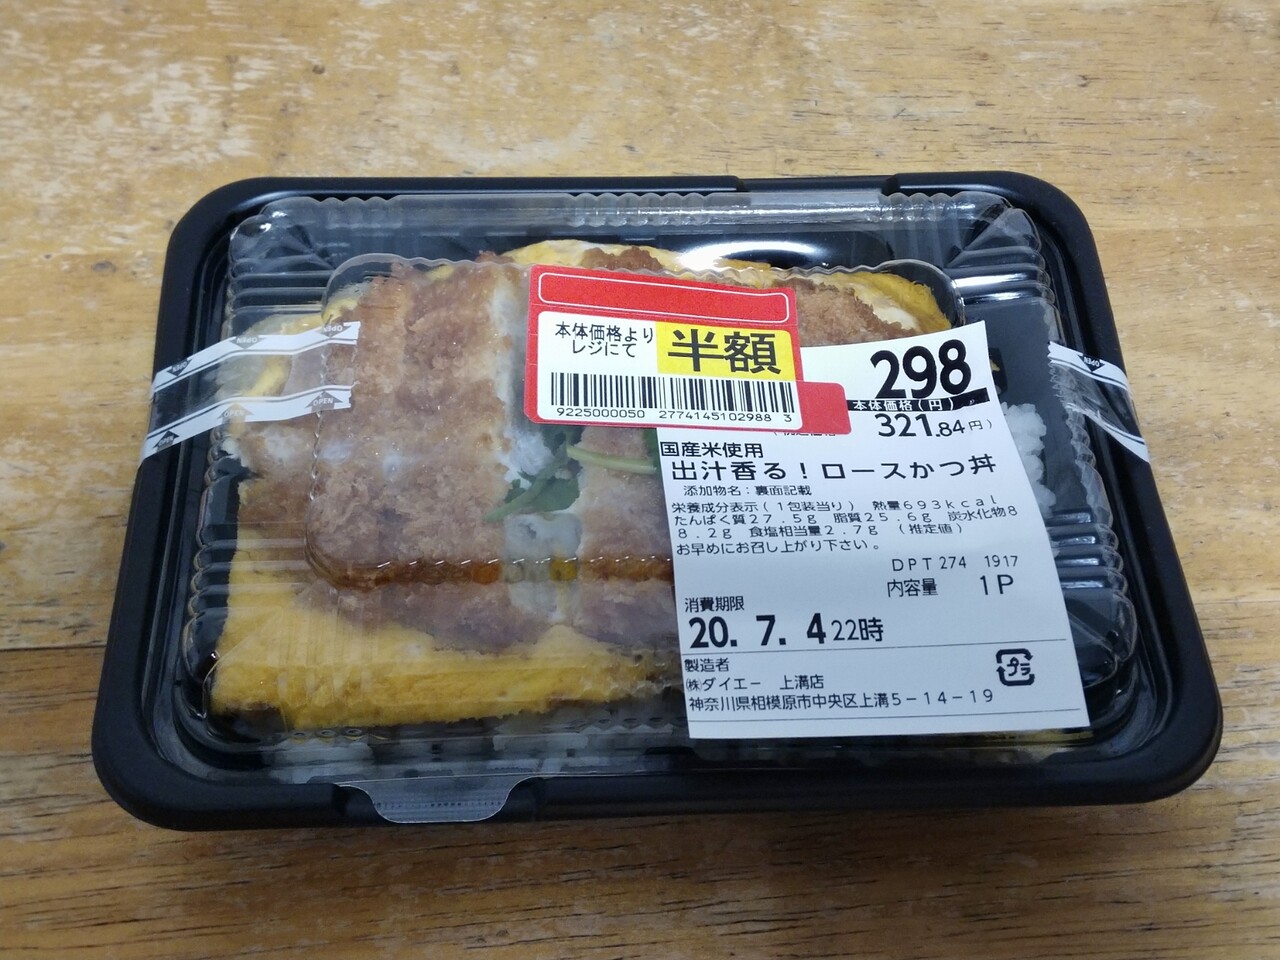 本体価格より
レジにて
半額
9225000050 2774145102988 3
298
本体価格(円)
321.84円)
国産米使用
出汁香る!ロースかつ丼
添加物名:裏面記載
栄養成分表示(1包装当り) 熱量693kcal
たんぱく質27.5g 脂質25.6g 炭水化物8
8.2g 食塩相当量2.7g (推定値)
お早めにお召し上がり下さい。
DPT274 1917
内容量 1P
消費期限
20. 7. 4 22時
製造者
㈱ダイエー 上溝店
神奈川県相模原市中央区上溝5-14-19
プラ
OPEN
OPEN
OPEN
OPEN
OPEN